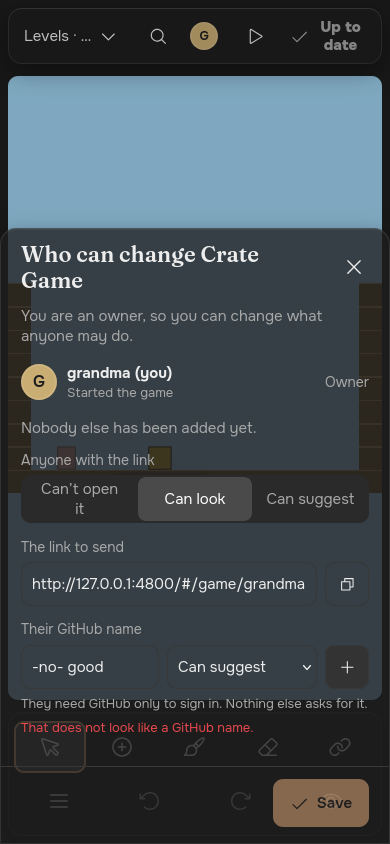 Levels · ...
G
Up to
date
Who can change Crate
Game
You are an owner, so you can change what
anyone may do.
G
grandma (you)
Started the game
Owner
Nobody else has been added yet.
Anyone with the link
Can't open
it
Can look
Can suggest
The link to send
http://127.0.0.1:4800/#/game/grandma
Their GitHub name
-no- good
Can suggest
They need GitHub only to sign in. Nothing else asks for it.
That does not look like a GitHub name.
Save